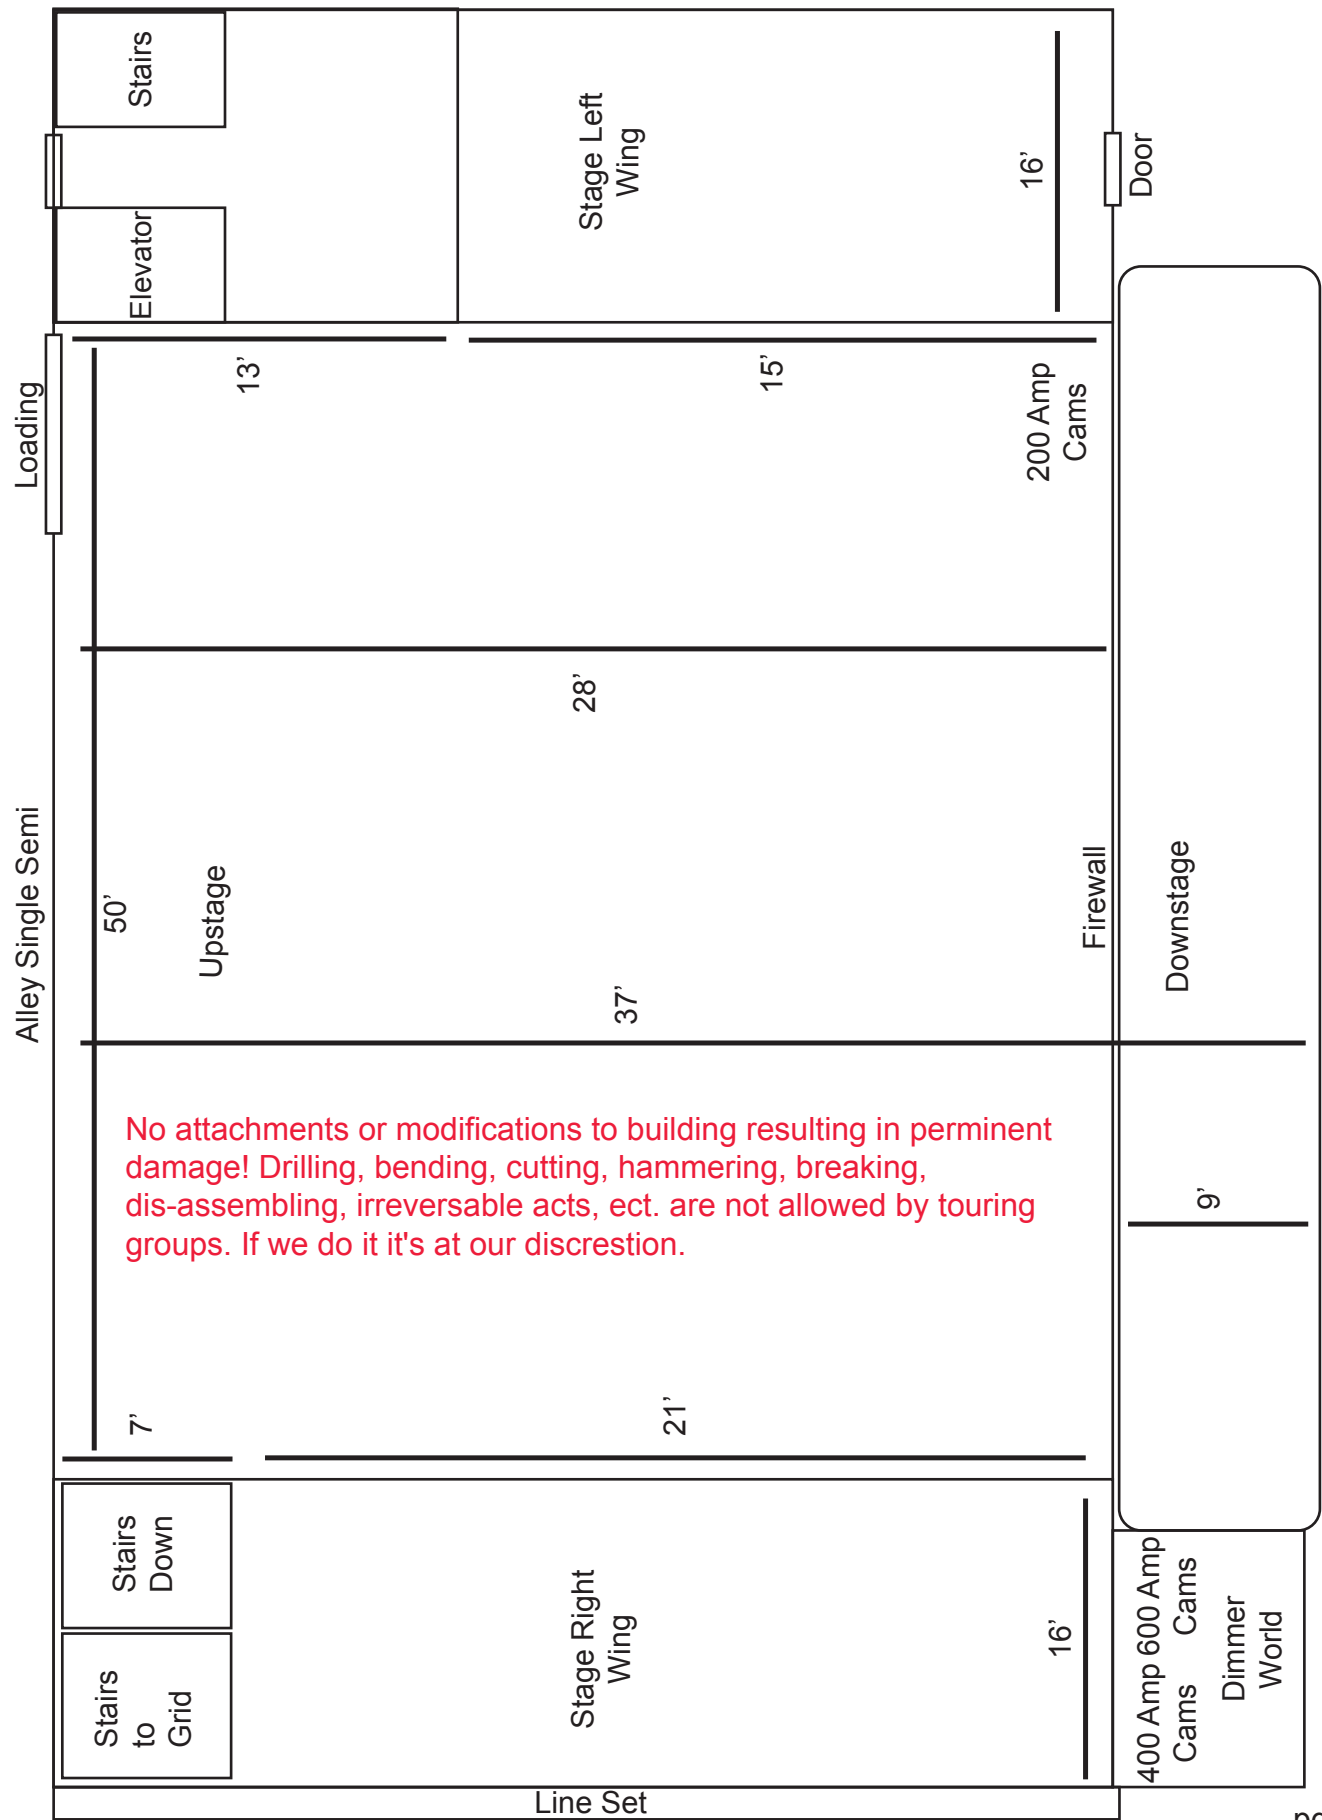 Stairs
Elevator
Stage Left
Wing
16’
Door
Loading
13’
15’
200 Amp
Cams
28’
Alley Single Semi
50’
Upstage
37’
Firewall
Downstage
No attachments or modifications to building resulting in perminent
damage! Drilling, bending, cutting, hammering, breaking,
dis-assembling, irreversable acts, ect. are not allowed by touring
groups. If we do it it's at our discrestion.
9’
7’
21’
Stairs
Down
Stairs
to
Grid
Stage Right
Wing
16’
400 Amp 600 Amp
Cams Cams
Dimmer
World
Line Set